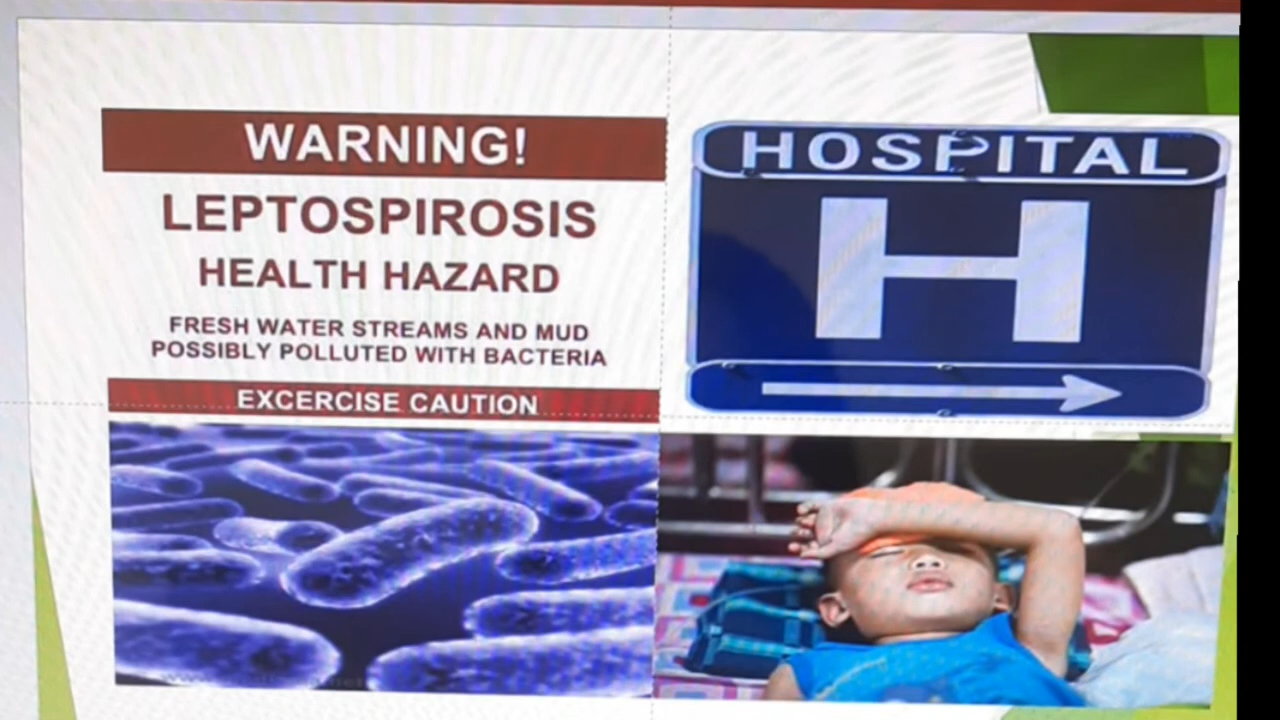 WARNING!
LEPTOSPIROSIS
HEALTH HAZARD
FRESH WATER STREAMS AND MUD
POSSIBLY POLLUTED WITH BACTERIA
EXCERCISE CAUTION
HOSPITAL
H